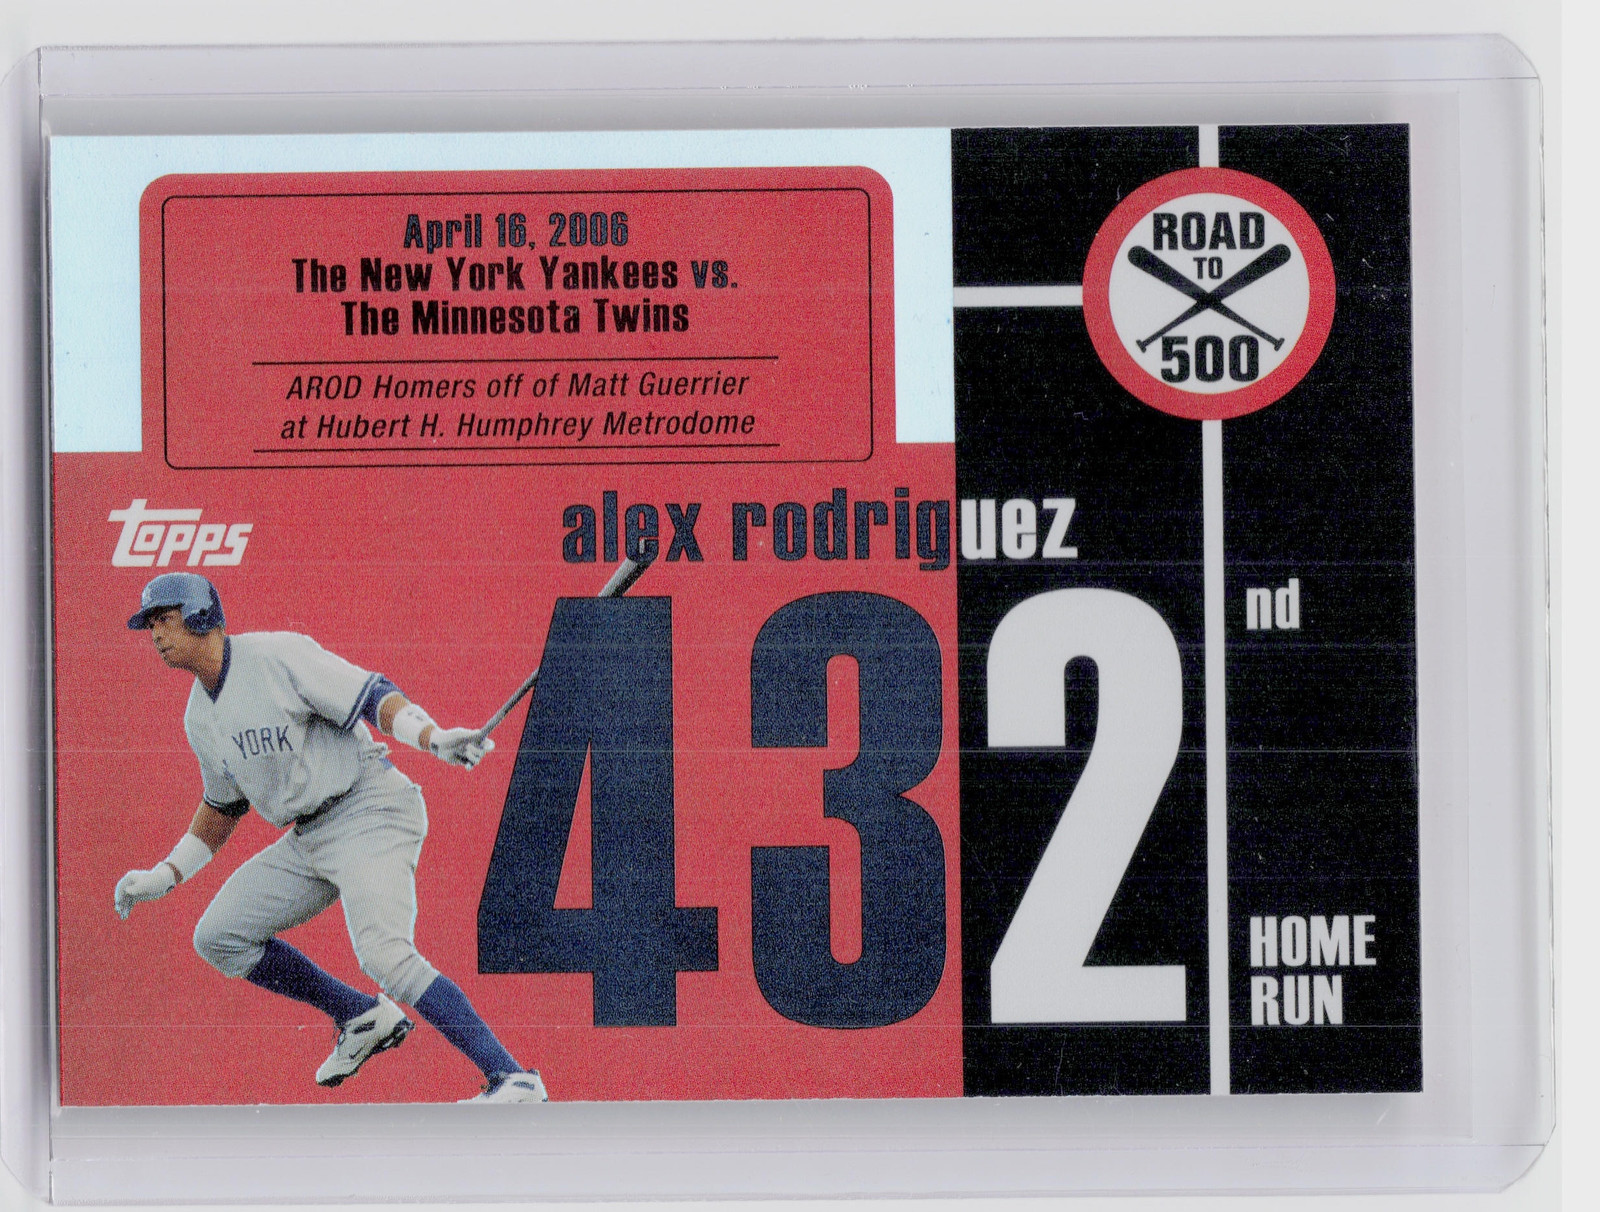 April 16, 2006
The New York Yankees vs.
The Minnesota Twins
AROD Homers off of Matt Guerrier
at Hubert H. Humphrey Metrodome
ROAD
TO
500
topps
alex rodriguez
432
nd
YORK
HOME
RUN